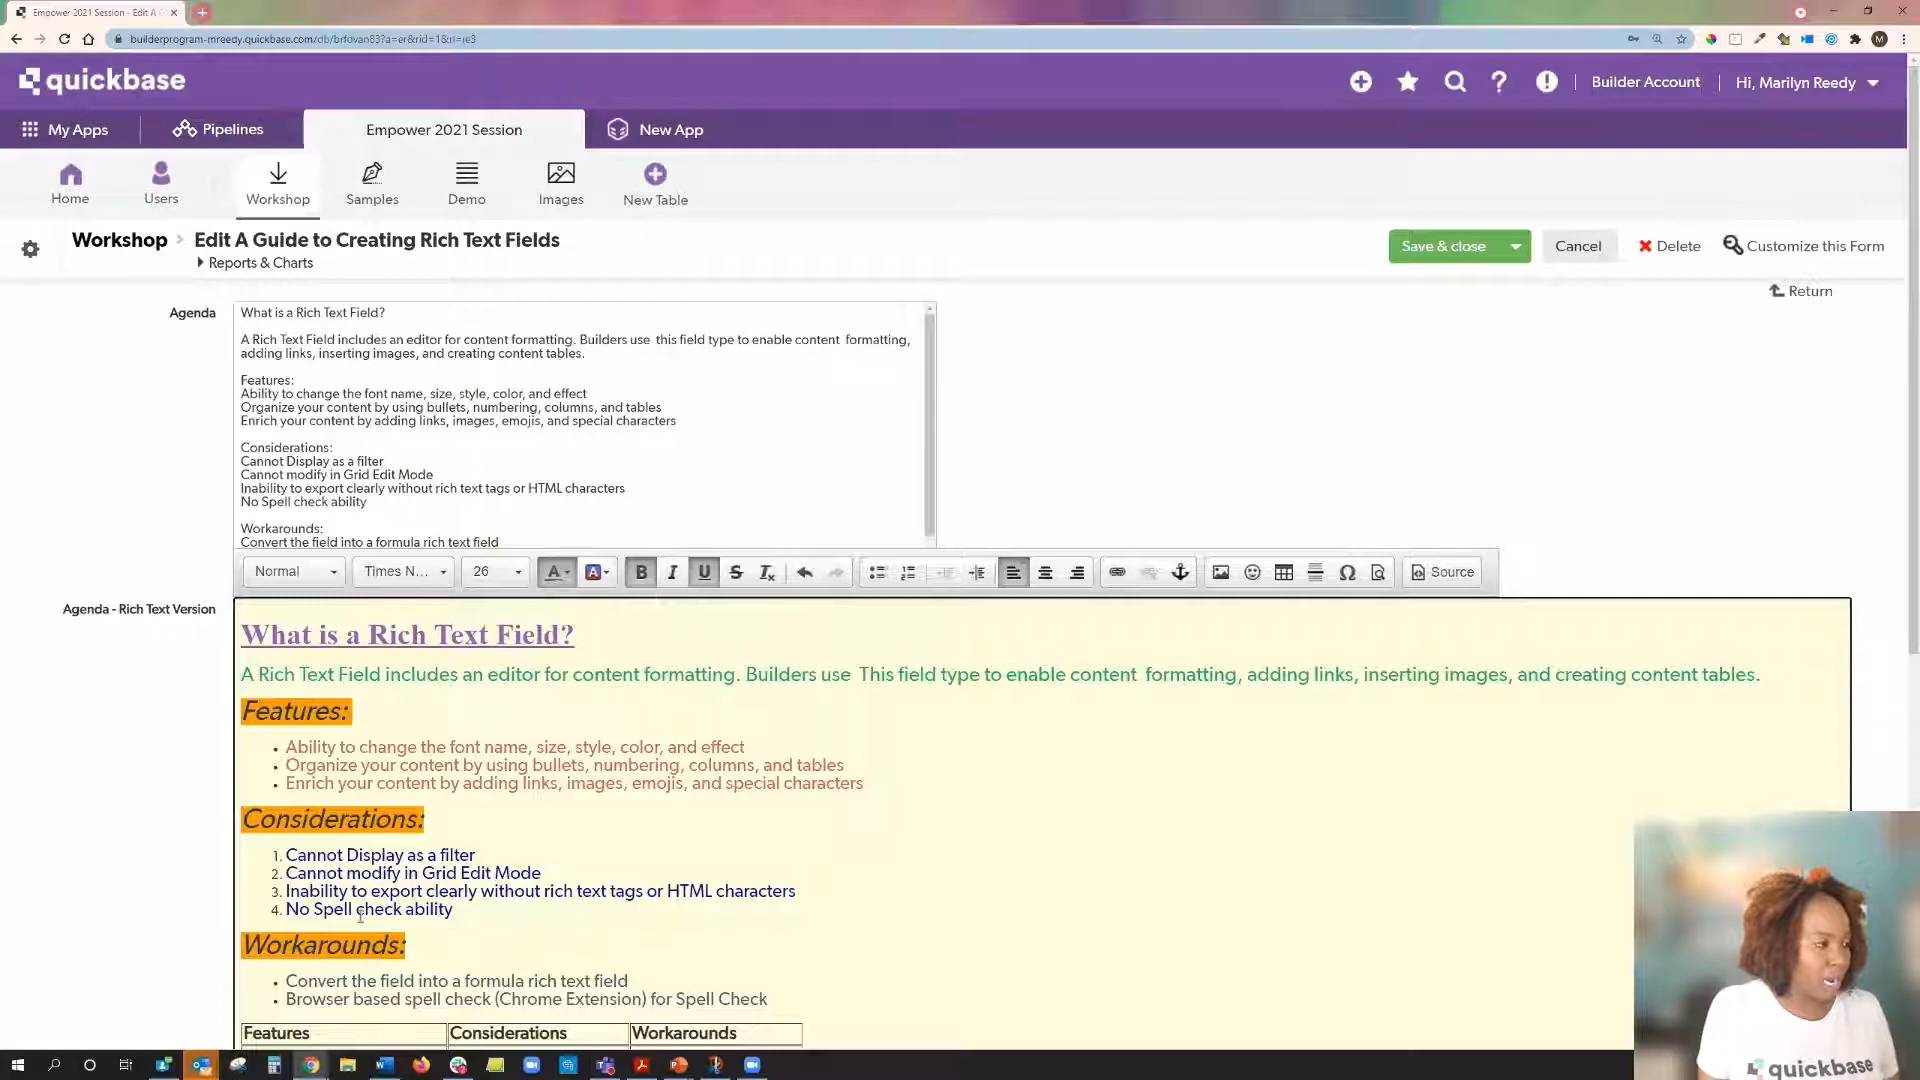 Empower 2021 Session - Edit A
builderprogram-mreedy.quickbase.com/db/brfovan83?a=er&rid=1&rl=je3
M
quickbase
Builder Account
Hi, Marilyn Reedy
My Apps
Pipelines
Empower 2021 Session
New App
Home
Users
Workshop
Samples
Demo
Images
New Table
Workshop
Edit A Guide to Creating Rich Text Fields
Reports & Charts
Save & close
Cancel
Delete
Customize this Form
Return
Agenda
What is a Rich Text Field?
A Rich Text Field includes an editor for content formatting. Builders use  this field type to enable content  formatting,
adding links, inserting images, and creating content tables.
Features:
Ability to change the font name, size, style, color, and effect
Organize your content by using bullets, numbering, columns, and tables
Enrich your content by adding links, images, emojis, and special characters
Considerations:
Cannot Display as a filter
Cannot modify in Grid Edit Mode
Inability to export clearly without rich text tags or HTML characters
No Spell check ability
Workarounds:
Convert the field into a formula rich text field
Normal
Times N...
26
Source
Agenda - Rich Text Version
What is a Rich Text Field?
A Rich Text Field includes an editor for content formatting. Builders use  This field type to enable content  formatting, adding links, inserting images, and creating content tables.
Features:
• Ability to change the font name, size, style, color, and effect
• Organize your content by using bullets, numbering, columns, and tables
• Enrich your content by adding links, images, emojis, and special characters
Considerations:
1. Cannot Display as a filter
2. Cannot modify in Grid Edit Mode
3. Inability to export clearly without rich text tags or HTML characters
4. No Spell check ability
Workarounds:
• Convert the field into a formula rich text field
• Browser based spell check (Chrome Extension) for Spell Check
Features
Considerations
Workarounds
quickbase